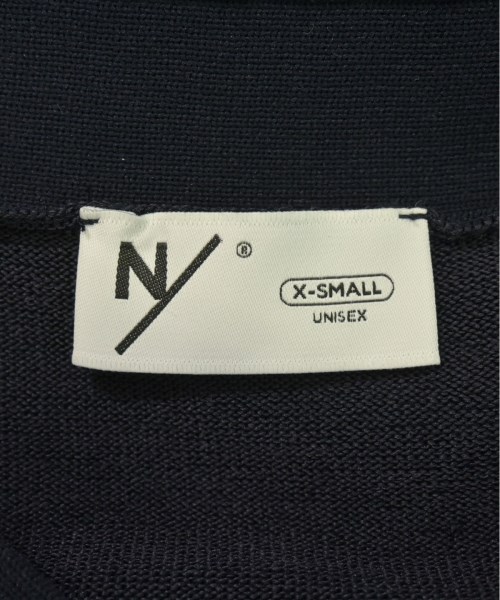 N/ ®
X-SMALL
UNISEX